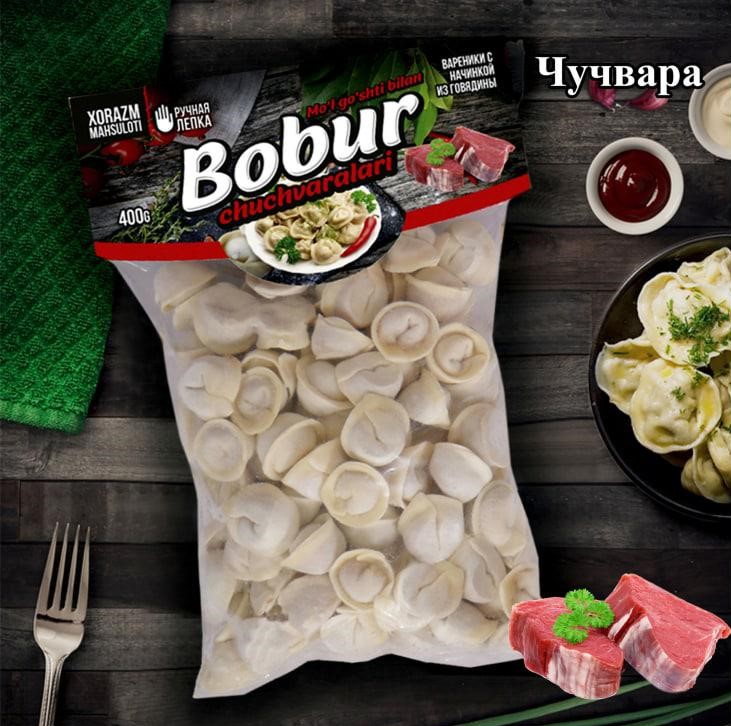 Чучвара
XORAZM
MAHSULOTI
РУЧНАЯ
ЛЕПКА
Mo'l go'shti bilan
ВАРЕНИКИ С
НАЧИНКОЙ
ИЗ ГОВЯДИНЫ
Bobur
chuchvaralari
400G